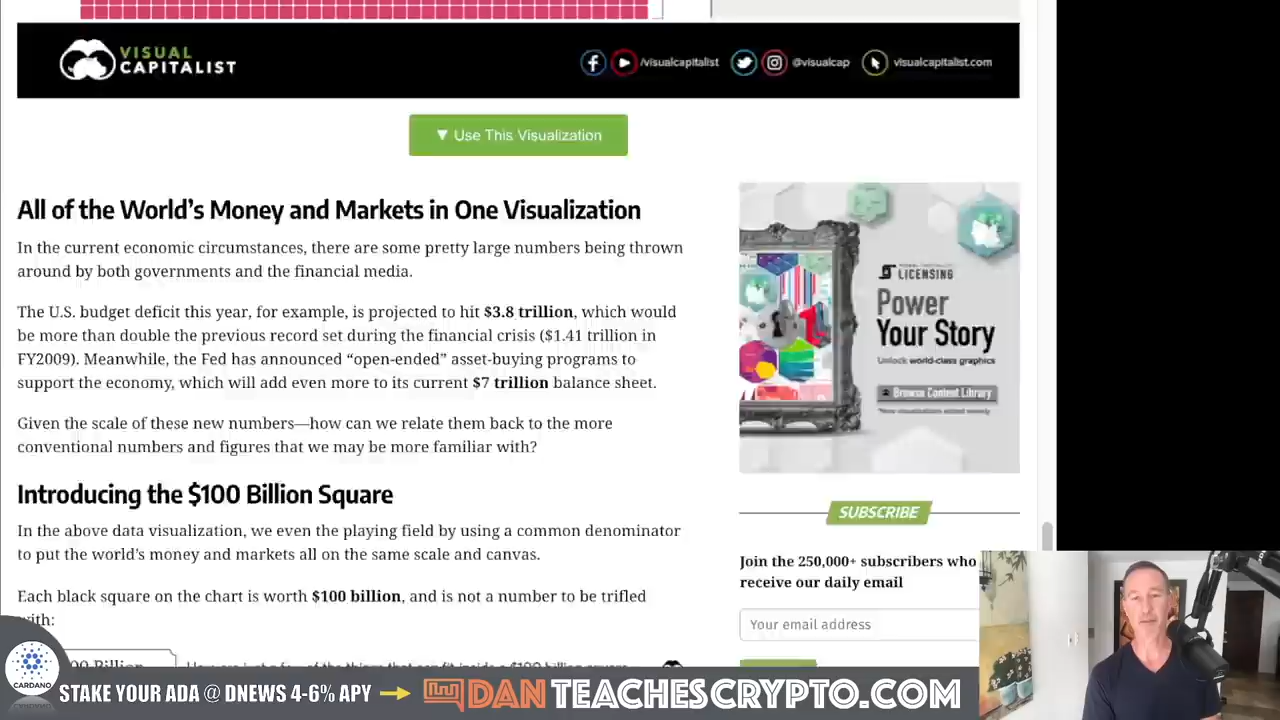 VISUAL
CAPITALIST
/visualcapitalist
@visualcap
visualcapitalist.com
▼ Use This Visualization
All of the World's Money and Markets in One Visualization
In the current economic circumstances, there are some pretty large numbers being thrown
around by both governments and the financial media.
The U.S. budget deficit this year, for example, is projected to hit $3.8 trillion, which would
be more than double the previous record set during the financial crisis ($1.41 trillion in
FY2009). Meanwhile, the Fed has announced “open-ended” asset-buying programs to
support the economy, which will add even more to its current $7 trillion balance sheet.
Given the scale of these new numbers—how can we relate them back to the more
conventional numbers and figures that we may be more familiar with?
Introducing the $100 Billion Square
In the above data visualization, we even the playing field by using a common denominator
to put the world's money and markets all on the same scale and canvas.
Each black square on the chart is worth $100 billion, and is not a number to be trifled
with:
LICENSING
Power
Your Story
Unlock world-class graphics
Browse Content Library
SUBSCRIBE
Join the 250,000+ subscribers who
receive our daily email
Your email address
CARDANO
STAKE YOUR ADA @ DNEWS 4-6% APY
DANTEACHESCRYPTO.COM